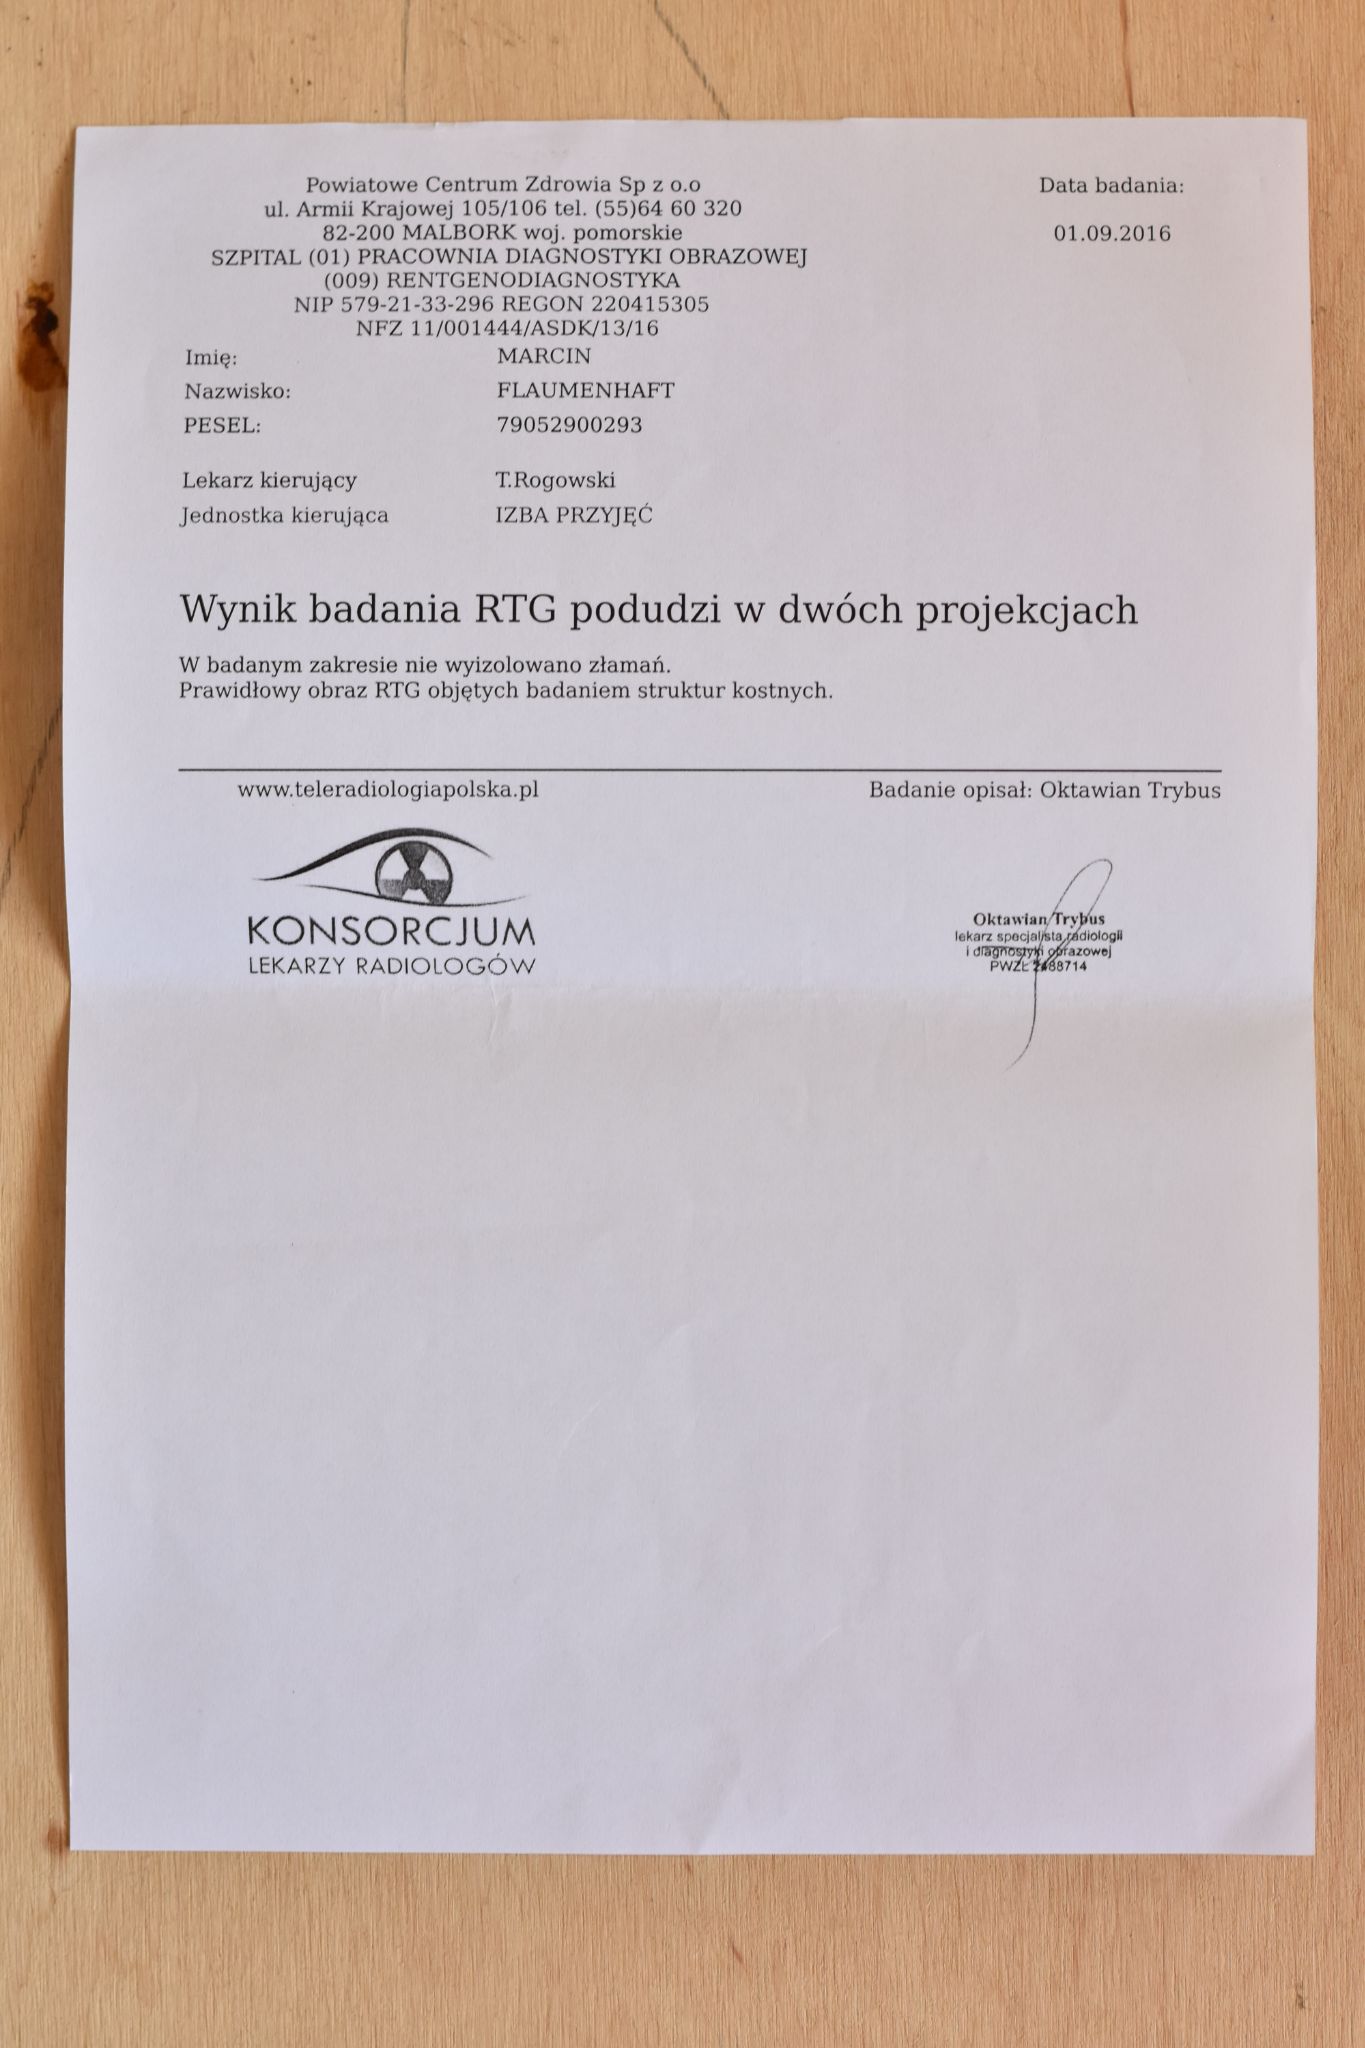 Powiatowe Centrum Zdrowia Sp z o.o
ul. Armii Krajowej 105/106 tel. (55)64 60 320
82-200 MALBORK woj. pomorskie
SZPITAL (01) PRACOWNIA DIAGNOSTYKI OBRAZOWEJ
(009) RENTGENODIAGNOSTYKA
NIP 579-21-33-296 REGON 220415305
NFZ 11/001444/ASDK/13/16
Data badania:
01.09.2016
Imię: MARCIN
Nazwisko: FLAUMENHAFT
PESEL: 79052900293
Lekarz kierujący T.Rogowski
Jednostka kierująca IZBA PRZYJĘĆ
Wynik badania RTG podudzi w dwóch projekcjach
W badanym zakresie nie wyizolowano złamań.
Prawidłowy obraz RTG objętych badaniem struktur kostnych.
www.teleradiologiapolska.pl
Badanie opisał: Oktawian Trybus
KONSORCJUM
LEKARZY RADIOLOGÓW
Oktawian Trybus
lekarz specjalista radiologii
i diagnostyki obrazowej
PWZL